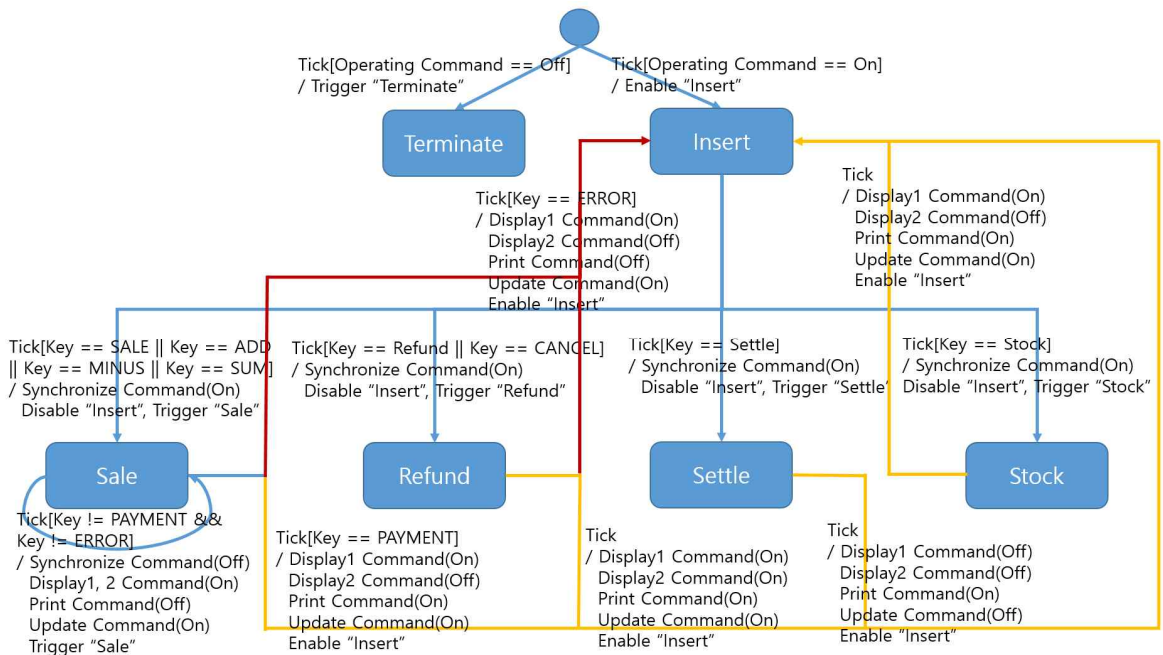 Tick[Operating Command == Off]
/ Trigger “Terminate”
Tick[Operating Command == On]
/ Enable “Insert”
Terminate
Insert
Tick[Key == ERROR]
/ Display1 Command(On)
Display2 Command(Off)
Print Command(Off)
Update Command(On)
Enable “Insert”
Tick
/ Display1 Command(On)
Display2 Command(Off)
Print Command(On)
Update Command(On)
Enable “Insert”
Tick[Key == SALE || Key == ADD
|| Key == MINUS || Key == SUM]
/ Synchronize Command(On)
Disable “Insert”, Trigger “Sale”
Tick[Key == Refund || Key == CANCEL]
/ Synchronize Command(On)
Disable “Insert”, Trigger “Refund”
Tick[Key == Settle]
/ Synchronize Command(On)
Disable “Insert”, Trigger “Settle”
Tick[Key == Stock]
/ Synchronize Command(On)
Disable “Insert”, Trigger “Stock”
Sale
Refund
Settle
Stock
Tick[Key != PAYMENT &&
Key != ERROR]
/ Synchronize Command(Off)
Display1, 2 Command(On)
Print Command(Off)
Update Command(On)
Trigger “Sale”
Tick[Key == PAYMENT]
/ Display1 Command(On)
Display2 Command(Off)
Print Command(On)
Update Command(On)
Enable “Insert”
Tick
/ Display1 Command(On)
Display2 Command(On)
Print Command(On)
Update Command(On)
Enable “Insert”
Tick
/ Display1 Command(Off)
Display2 Command(Off)
Print Command(On)
Update Command(Off)
Enable “Insert”